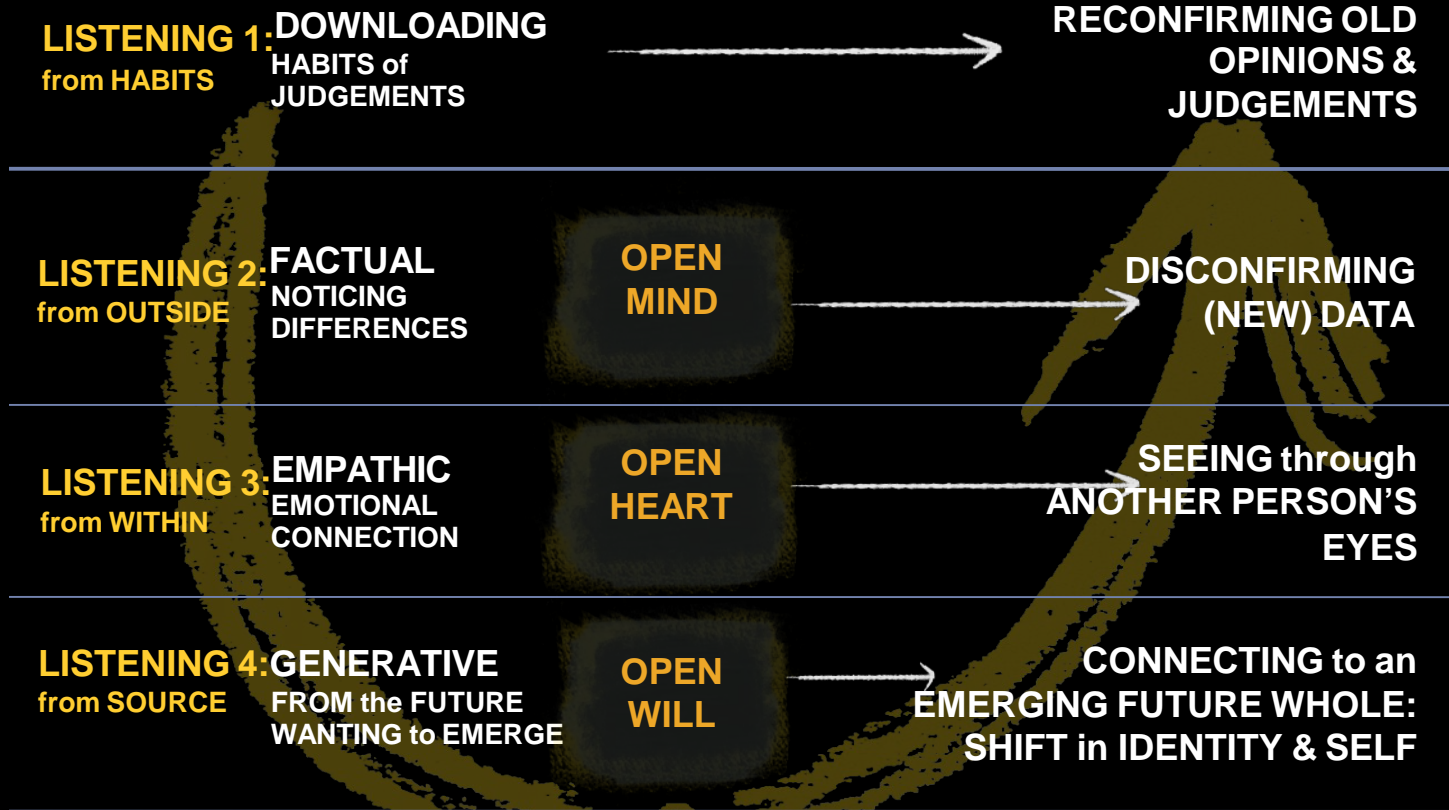 LISTENING 1:
from HABITS
DOWNLOADING
HABITS of
JUDGEMENTS
RECONFIRMING OLD
OPINIONS &
JUDGEMENTS
LISTENING 2:
from OUTSIDE
FACTUAL
NOTICING
DIFFERENCES
OPEN
MIND
DISCONFIRMING
(NEW) DATA
LISTENING 3:
from WITHIN
EMPATHIC
EMOTIONAL
CONNECTION
OPEN
HEART
SEEING through
ANOTHER PERSON'S
EYES
LISTENING 4:
from SOURCE
GENERATIVE
FROM the FUTURE
WANTING to EMERGE
OPEN
WILL
CONNECTING to an
EMERGING FUTURE WHOLE:
SHIFT in IDENTITY & SELF